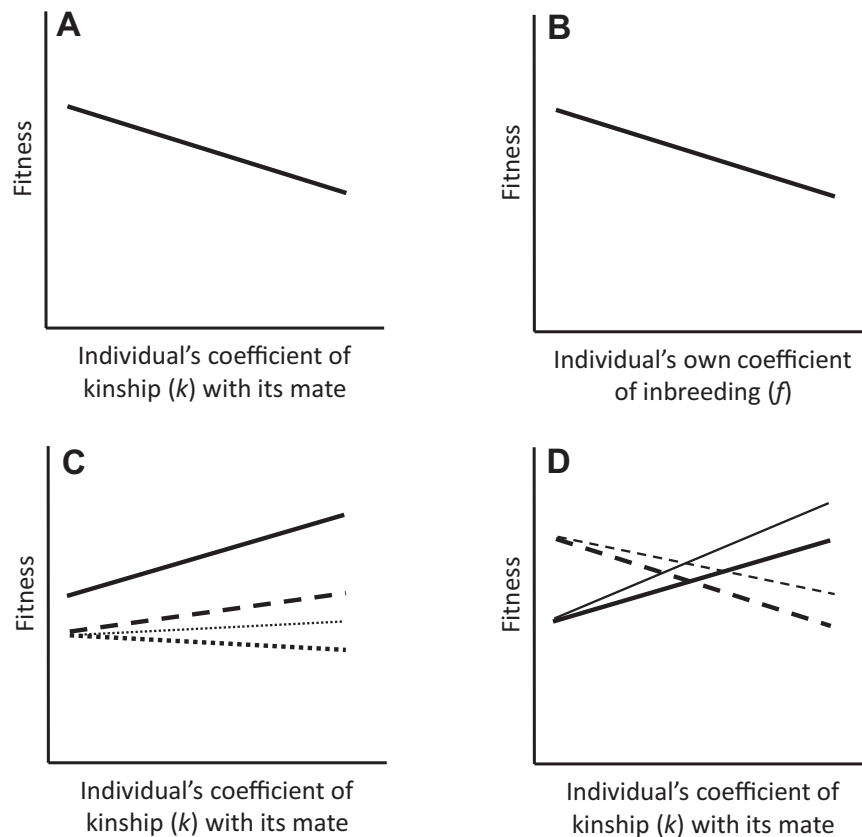 A
Fitness
Individual's coefficient of
kinship (k) with its mate
B
Fitness
Individual's own coefficient
of inbreeding (f)
C
Fitness
Individual's coefficient of
kinship (k) with its mate
D
Fitness
Individual's coefficient of
kinship (k) with its mate